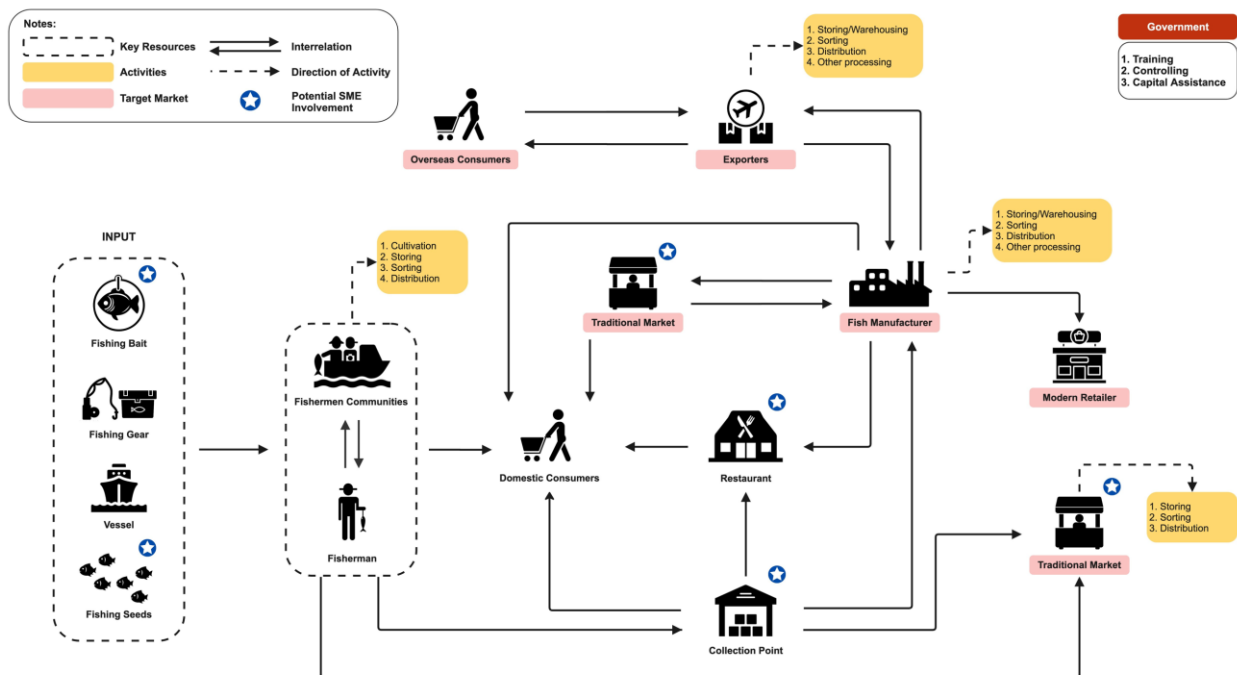 Notes:
Key Resources
Interrelation
Activities
Direction of Activity
Target Market
Potential SME
Involvement
1. Storing/Warehousing
2. Sorting
3. Distribution
4. Other processing
Government
1. Training
2. Controlling
3. Capital Assistance
Overseas Consumers
Exporters
INPUT
1. Cultivation
2. Storing
3. Sorting
4. Distribution
1. Storing/Warehousing
2. Sorting
3. Distribution
4. Other processing
Fishing Bait
Traditional Market
Fish Manufacturer
Fishermen Communities
Modern Retailer
Fishing Gear
Domestic Consumers
Restaurant
Vessel
Fisherman
1. Storing
2. Sorting
3. Distribution
Traditional Market
Fishing Seeds
Collection Point